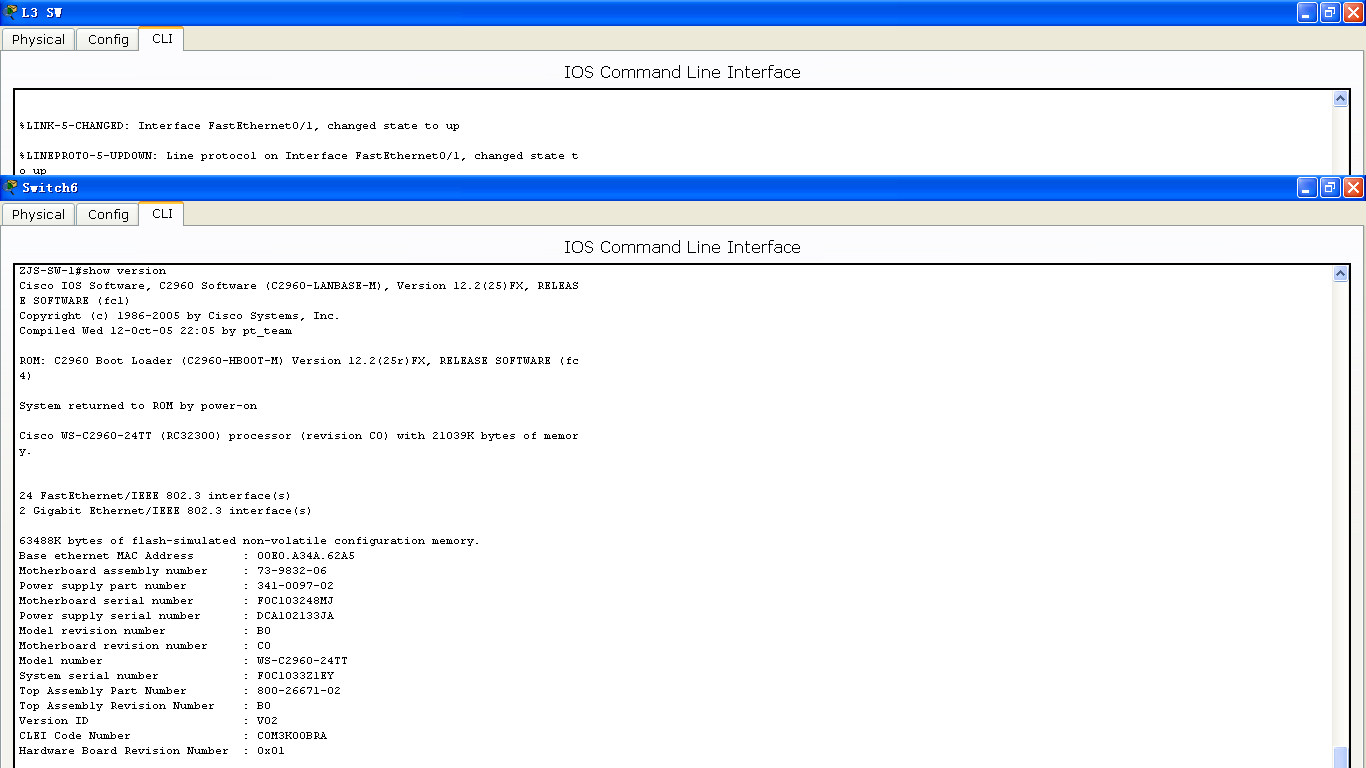 L3 SW
Physical Config CLI
IOS Command Line Interface
%LINK-5-CHANGED: Interface FastEthernet0/1, changed state to up
%LINEPROTO-5-UPDOWN: Line protocol on Interface FastEthernet0/1, changed state t
o up
Switch6
Physical Config CLI
IOS Command Line Interface
ZJS-SW-1#show version
Cisco IOS Software, C2960 Software (C2960-LANBASE-M), Version 12.2(25)FX, RELEAS
E SOFTWARE (fc1)
Copyright (c) 1986-2005 by Cisco Systems, Inc.
Compiled Wed 12-Oct-05 22:05 by pt_team
ROM: C2960 Boot Loader (C2960-HBOOT-M) Version 12.2(25r)FX, RELEASE SOFTWARE (fc
4)
System returned to ROM by power-on
Cisco WS-C2960-24TT (RC32300) processor (revision C0) with 21039K bytes of memor
y.
24 FastEthernet/IEEE 802.3 interface(s)
2 Gigabit Ethernet/IEEE 802.3 interface(s)
63488K bytes of flash-simulated non-volatile configuration memory.
Base ethernet MAC Address : 00E0.A34A.62A5
Motherboard assembly number : 73-9832-06
Power supply part number : 341-0097-02
Motherboard serial number : FOC103248MJ
Power supply serial number : DCA102133JA
Model revision number : B0
Motherboard revision number : C0
Model number : WS-C2960-24TT
System serial number : FOC1033Z1EY
Top Assembly Part Number : 800-26671-02
Top Assembly Revision Number : B0
Version ID : V02
CLEI Code Number : COM3K00BRA
Hardware Board Revision Number : 0x01